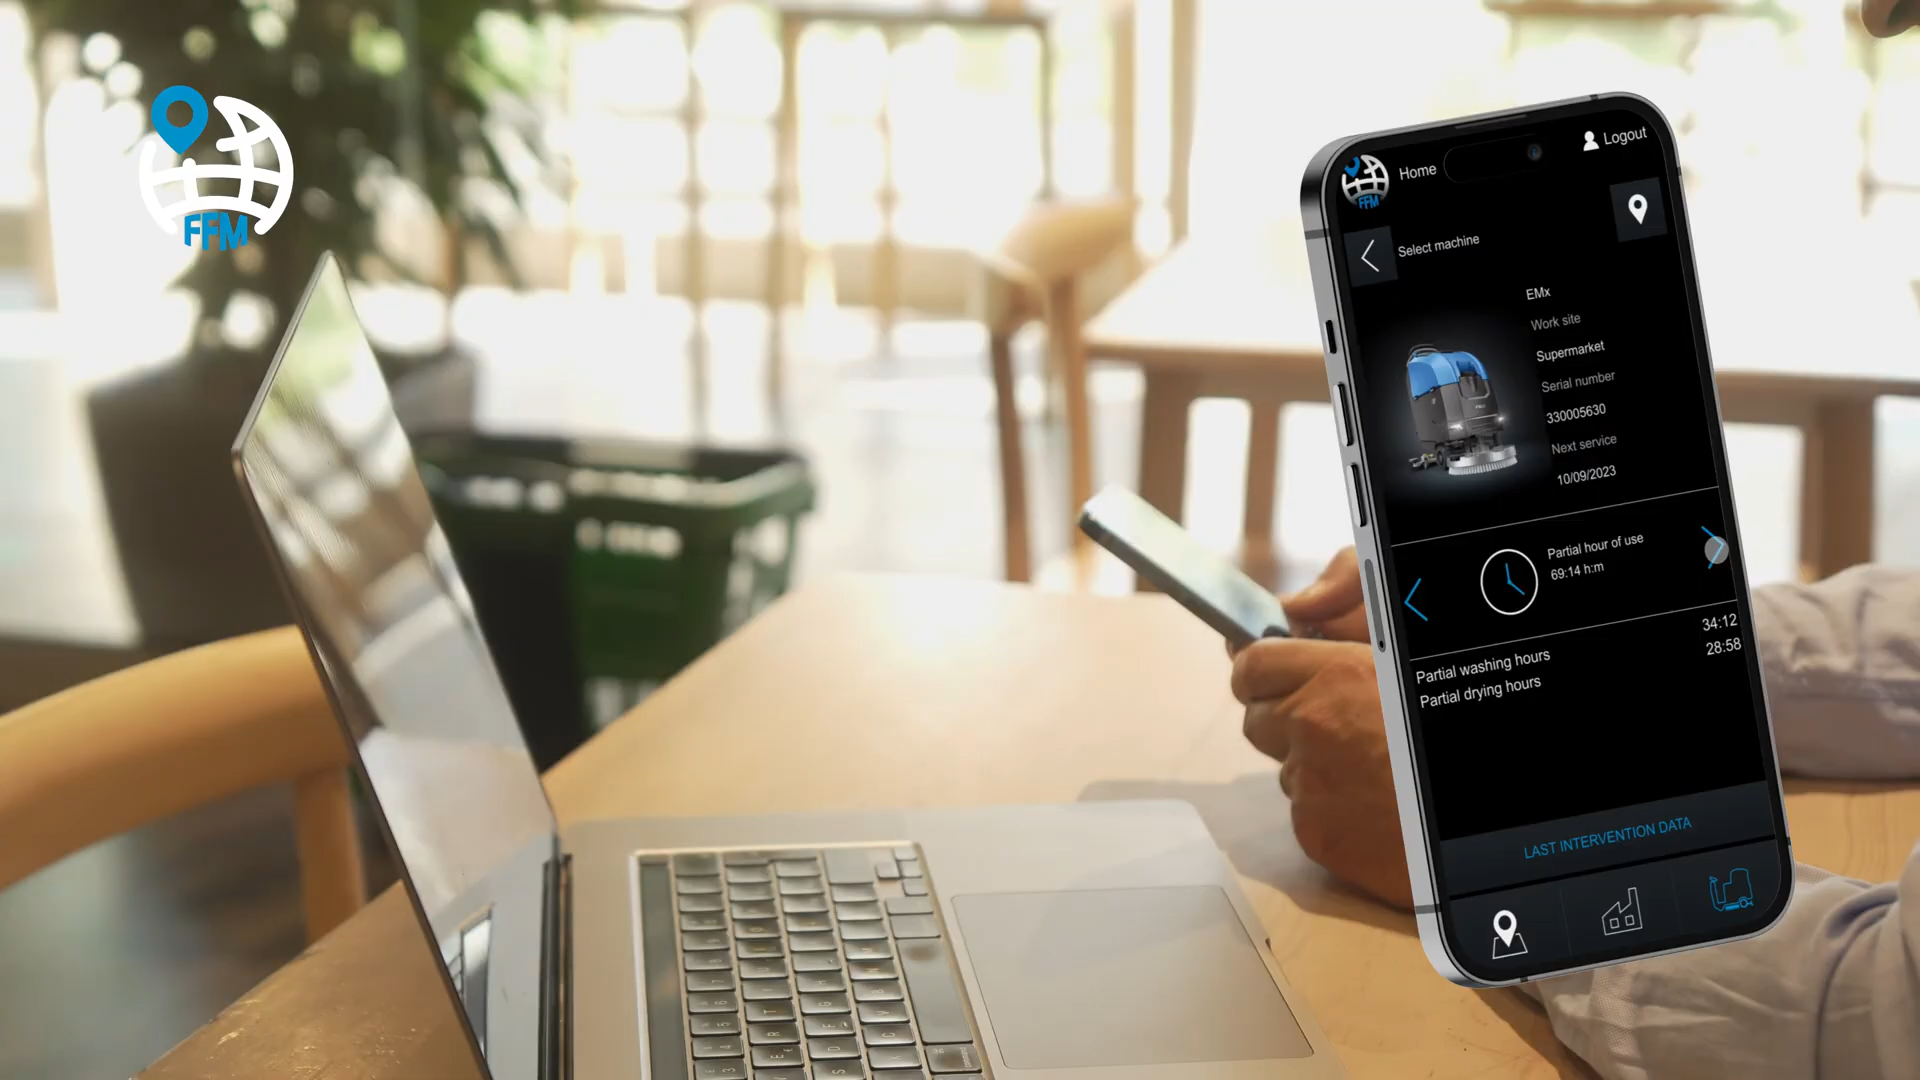 FFM
FFM
Home
Logout
Select machine
EMx
Work site
Supermarket
Serial number
330005630
Next service
10/09/2023
Partial hour of use
69:14 h:m
Partial washing hours 34:12
Partial drying hours 28:58
LAST INTERVENTION DATA